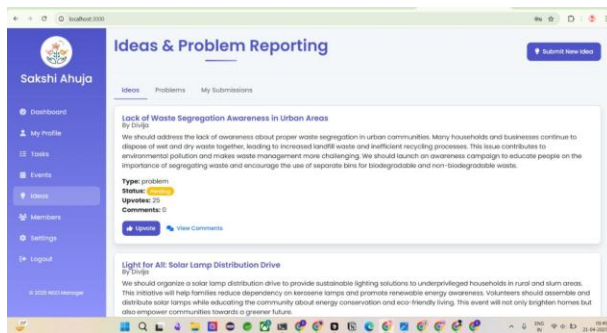 localhost:3000
Sakshi Ahuja
Dashboard
My Profile
Tasks
Events
Ideas
Members
Settings
Logout
© 2025 NGO Manager
Ideas & Problem Reporting
Submit New Idea
Ideas Problems My Submissions
Lack of Waste Segregation Awareness in Urban Areas
By Divija
We should address the lack of awareness about proper waste segregation in urban communities. Many households and businesses continue to
dispose of wet and dry waste together, leading to increased landfill waste and inefficient recycling processes. This issue contributes to
environmental pollution and makes waste management more challenging. We should launch an awareness campaign to educate people on the
importance of segregating waste and encourage the use of separate bins for biodegradable and non-biodegradable waste.
Type: problem
Status: Pending
Upvotes: 25
Comments: 0
Upvote View Comments
Light for All: Solar Lamp Distribution Drive
By Divija
We should organize a solar lamp distribution drive to provide sustainable lighting solutions to underprivileged households in rural and slum areas.
This initiative will help families reduce dependency on kerosene lamps and promote renewable energy awareness. Volunteers should assemble and
distribute solar lamps while educating the community about energy conservation and eco-friendly living. This event will not only brighten homes but
also empower communities towards a greener future.
ENG
IN